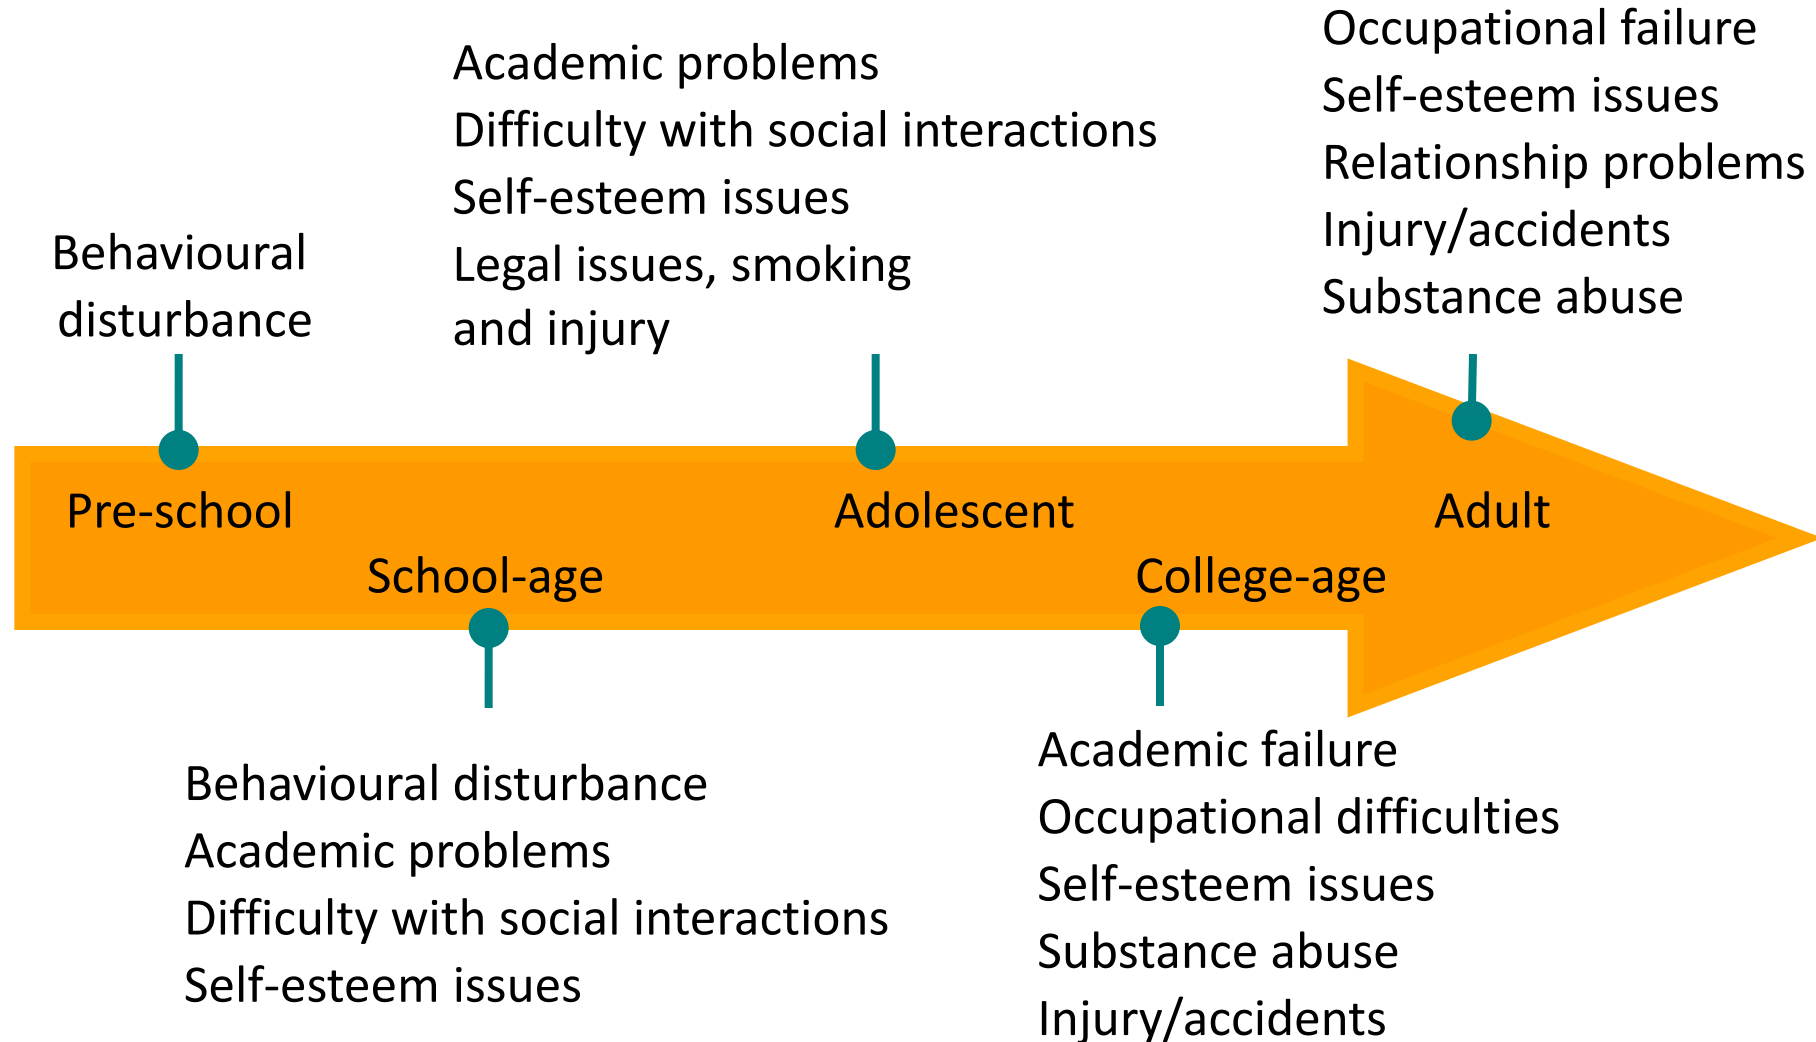 Behavioural
disturbance
Academic problems
Difficulty with social interactions
Self-esteem issues
Legal issues, smoking
and injury
Occupational failure
Self-esteem issues
Relationship problems
Injury/accidents
Substance abuse
Pre-school
School-age
Adolescent
College-age
Adult
Behavioural disturbance
Academic problems
Difficulty with social interactions
Self-esteem issues
Academic failure
Occupational difficulties
Self-esteem issues
Substance abuse
Injury/accidents